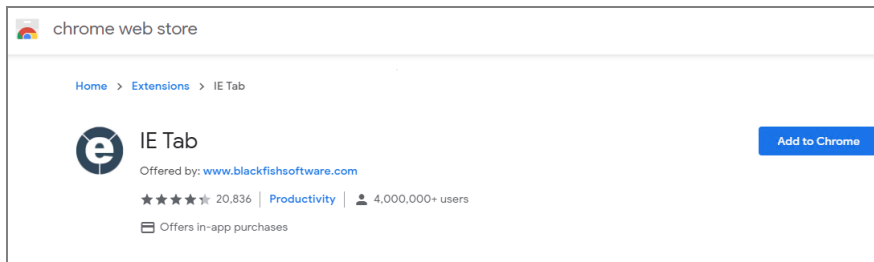 chrome web store
Home > Extensions > IE Tab
IE Tab
Add to Chrome
Offered by: www.blackfishsoftware.com
20,836 | Productivity | 4,000,000+ users
Offers in-app purchases